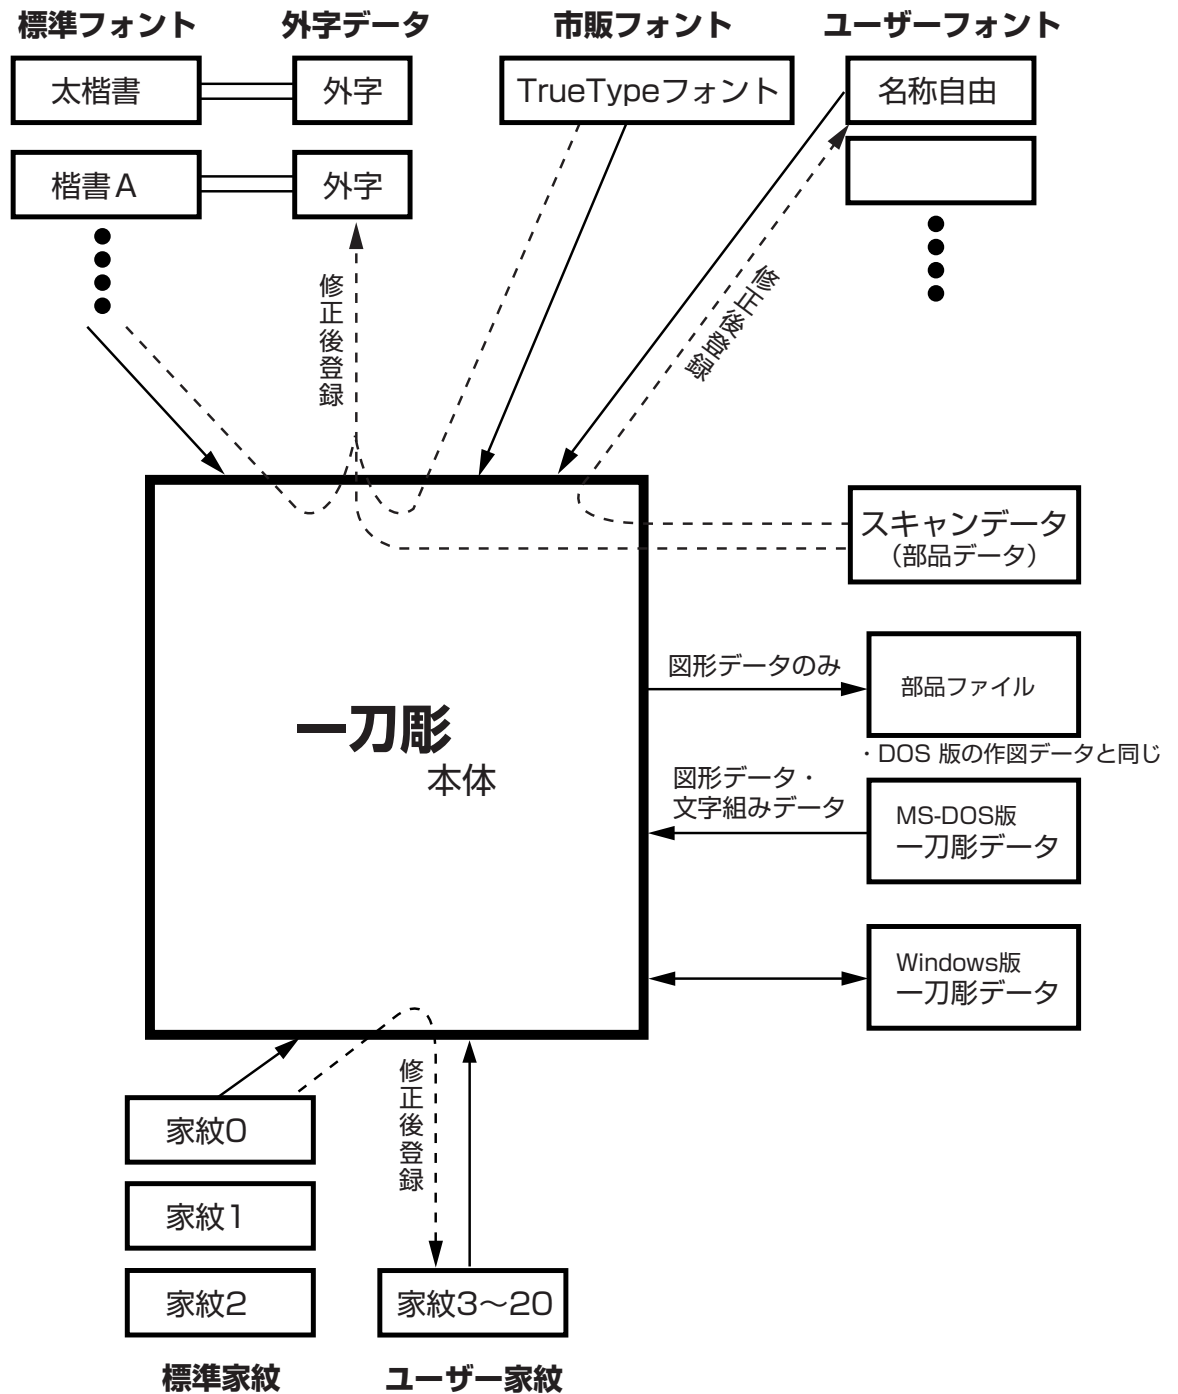 標準フォント
外字データ
市販フォント
ユーザーフォント
太楷書
外字
TrueTypeフォント
名称自由
楷書A
外字
修正後登録
修正後登録
スキャンデータ
（部品データ）
図形データのみ
部品ファイル
・DOS 版の作図データと同じ
一刀彫
本体
図形データ・
文字組みデータ
MS-DOS版
一刀彫データ
Windows版
一刀彫データ
修正後登録
家紋0
家紋1
家紋2
家紋3〜20
標準家紋
ユーザー家紋